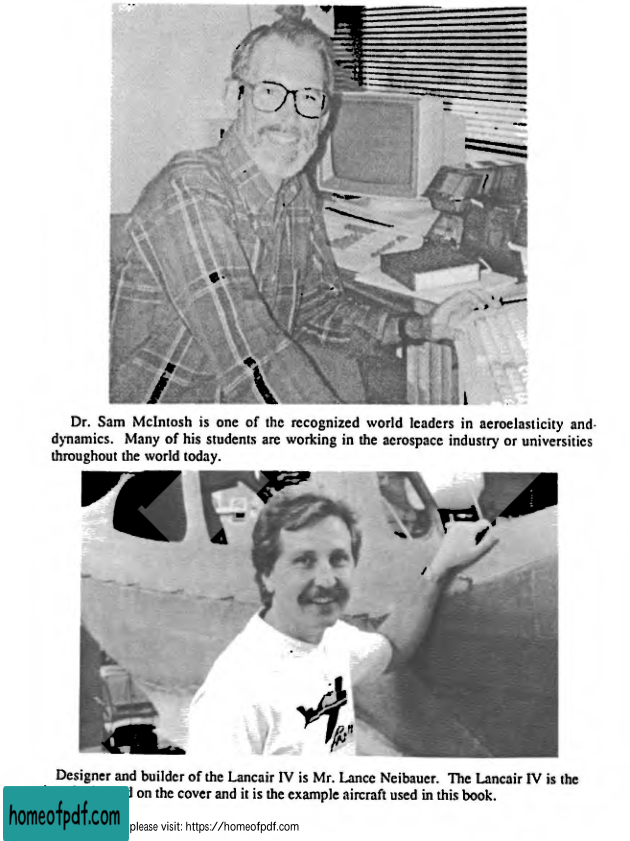 Dr. Sam McIntosh is one of the recognized world leaders in aeroelasticity and
dynamics. Many of his students are working in the aerospace industry or universities
throughout the world today.
Designer and builder of the Lancair IV is Mr. Lance Neibauer. The Lancair IV is the
on the cover and it is the example aircraft used in this book.
homeofpdf.com
please visit: https://homeofpdf.com